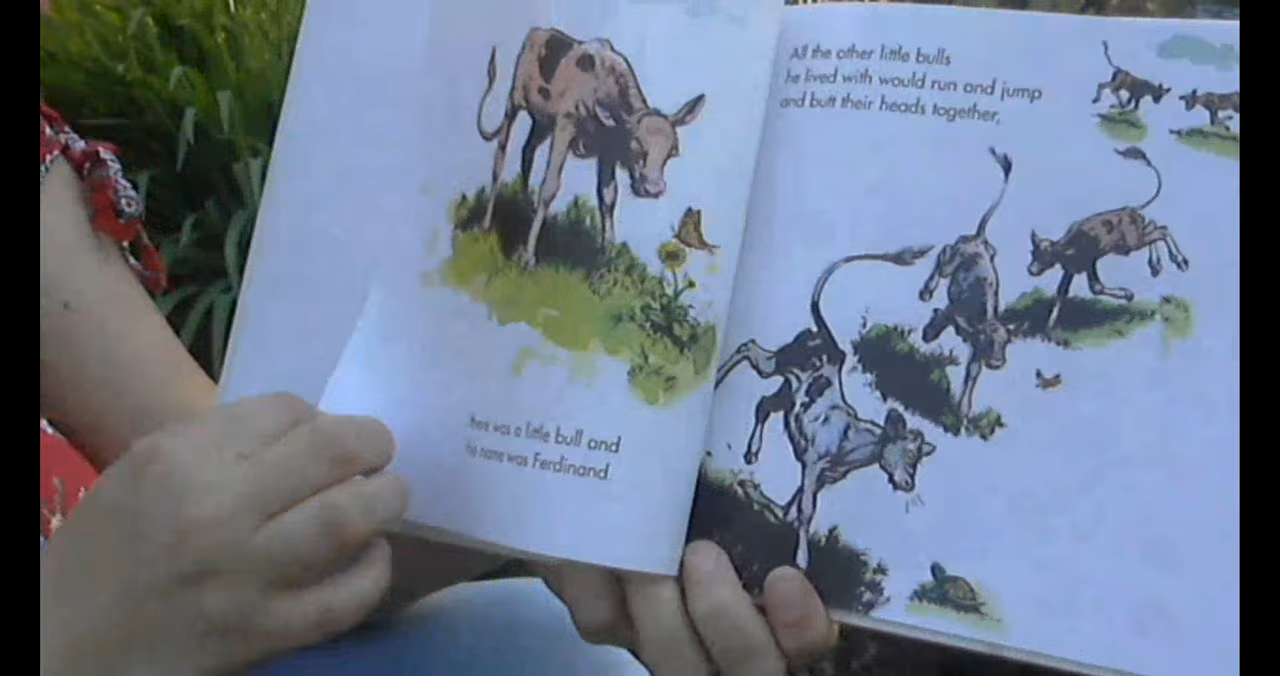 there was a little bull and
his name was Ferdinand.
All the other little bulls
he lived with would run and jump
and butt their heads together,